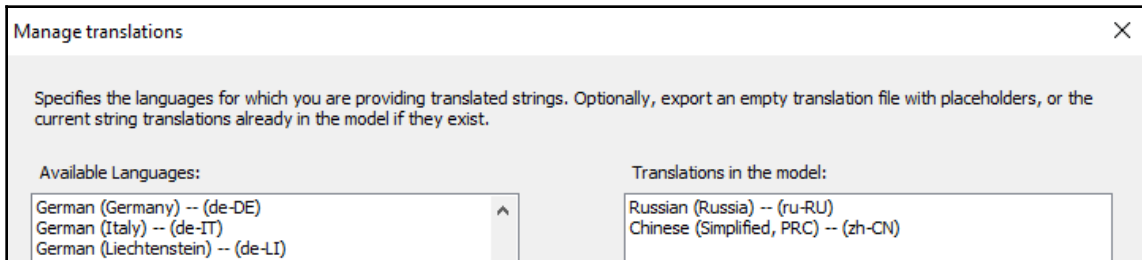 Manage translations
Specifies the languages for which you are providing translated strings. Optionally, export an empty translation file with placeholders, or the
current string translations already in the model if they exist.
Available Languages:
Translations in the model:
German (Germany) -- (de-DE)
German (Italy) -- (de-IT)
German (Liechtenstein) -- (de-LI)
Russian (Russia) -- (ru-RU)
Chinese (Simplified, PRC) -- (zh-CN)